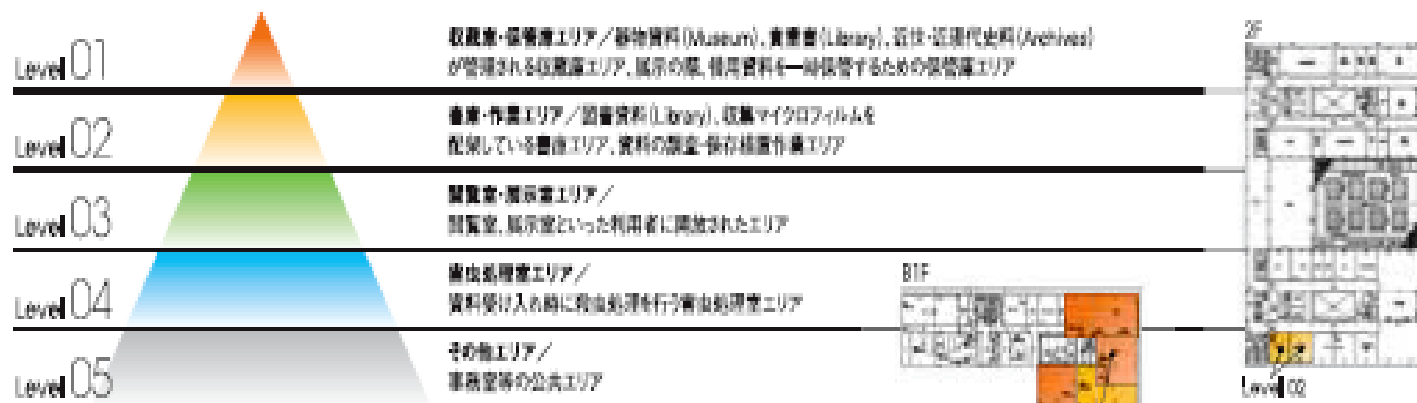 Level 01
収蔵庫・保管庫エリア／器物資料(Museum)、貴重書(Library)、近世・近現代史料(Archives)
が管理される収蔵庫エリア、展示の際、借用資料を一時保管するための保管庫エリア
Level 02
書庫・作業エリア／図書資料(Library)、収集マイクロフィルムを
配架している書庫エリア、資料の調査・保存措置作業エリア
Level 03
閲覧室・展示室エリア／
閲覧室、展示室といった利用者に開放されたエリア
Level 04
害虫処理室エリア／
資料受け入れ時に殺虫処理を行う害虫処理室エリア
Level 05
その他エリア／
事務室等の公共エリア
B1F
2F
Level 02